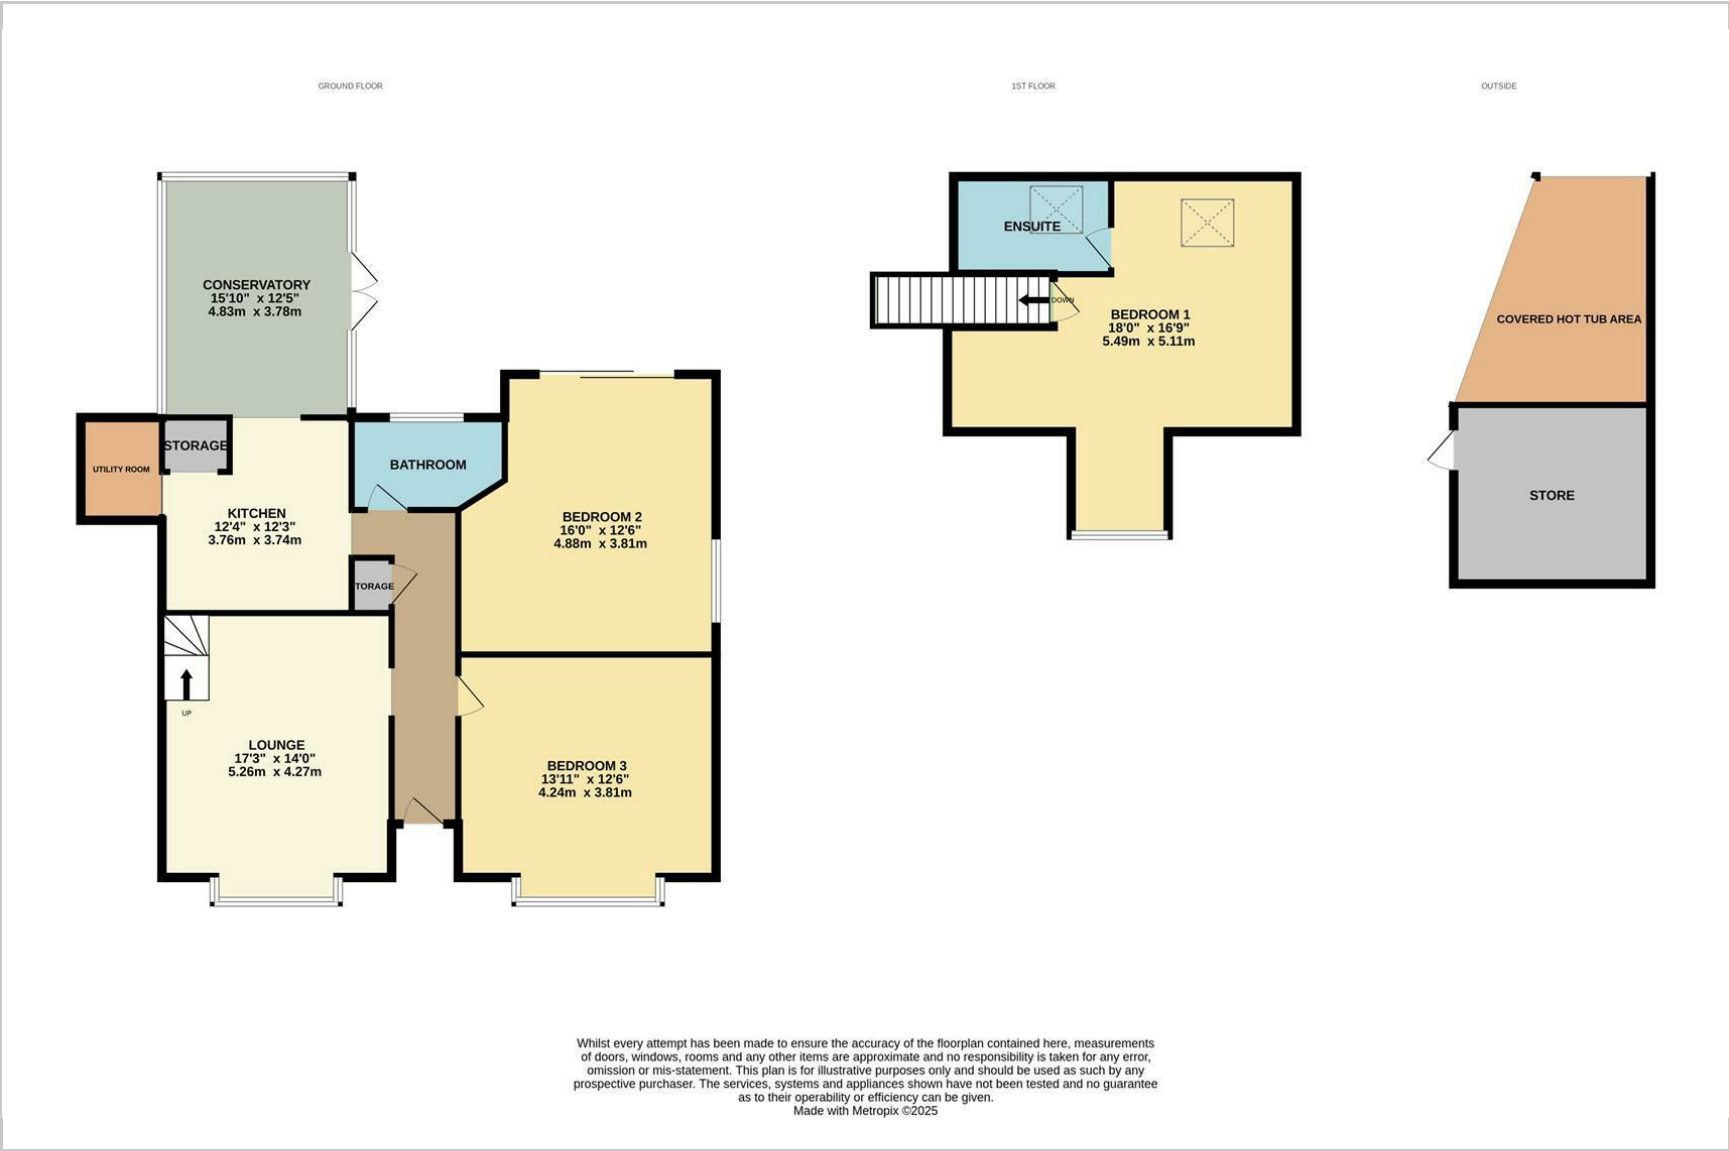 GROUND FLOOR
1ST FLOOR
OUTSIDE
CONSERVATORY
15'10" x 12'5"
4.83m x 3.78m
STORAGE
UTILITY ROOM
BATHROOM
KITCHEN
12'4" x 12'3"
3.76m x 3.74m
TORAGE
BEDROOM 2
16'0" x 12'6"
4.88m x 3.81m
UP
LOUNGE
17'3" x 14'0"
5.26m x 4.27m
BEDROOM 3
13'11" x 12'6"
4.24m x 3.81m
ENSUITE
DOWN
BEDROOM 1
18'0" x 16'9"
5.49m x 5.11m
COVERED HOT TUB AREA
STORE
Whilst every attempt has been made to ensure the accuracy of the floorplan contained here, measurements
of doors, windows, rooms and any other items are approximate and no responsibility is taken for any error,
omission or mis-statement. This plan is for illustrative purposes only and should be used as such by any
prospective purchaser. The services, systems and appliances shown have not been tested and no guarantee
as to their operability or efficiency can be given.
Made with Metropix ©2025